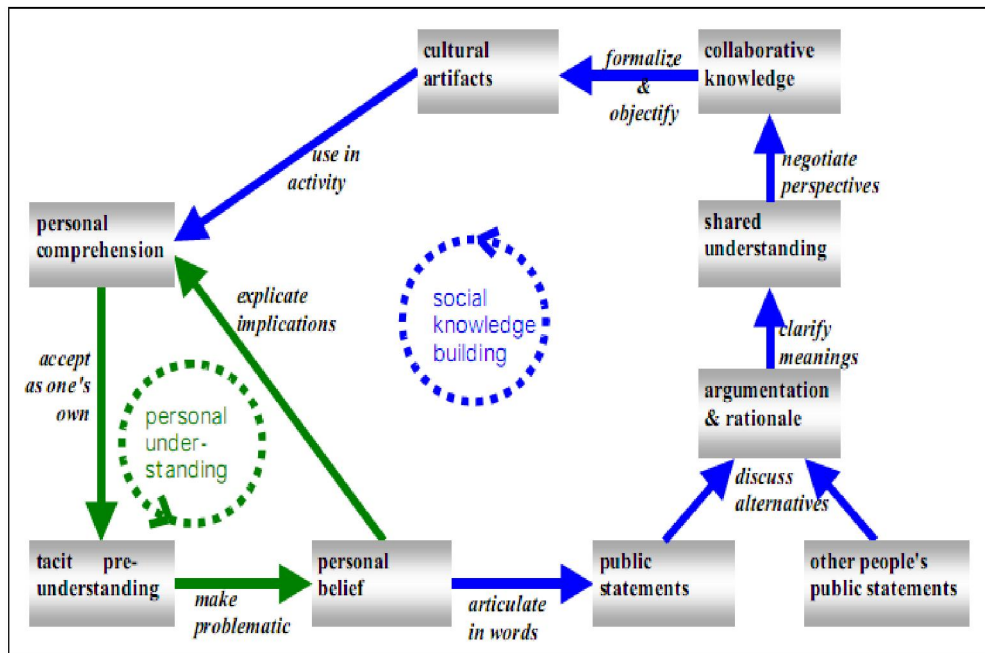 cultural
artifacts
formalize
&
objectify
collaborative
knowledge
use in
activity
negotiate
perspectives
personal
comprehension
shared
understanding
explicate
implications
social
knowledge
building
clarify
meanings
accept
as one's
own
personal
under-
standing
argumentation
& rationale
discuss
alternatives
tacit pre-
understanding
make
problematic
personal
belief
articulate
in words
public
statements
other people's
public statements